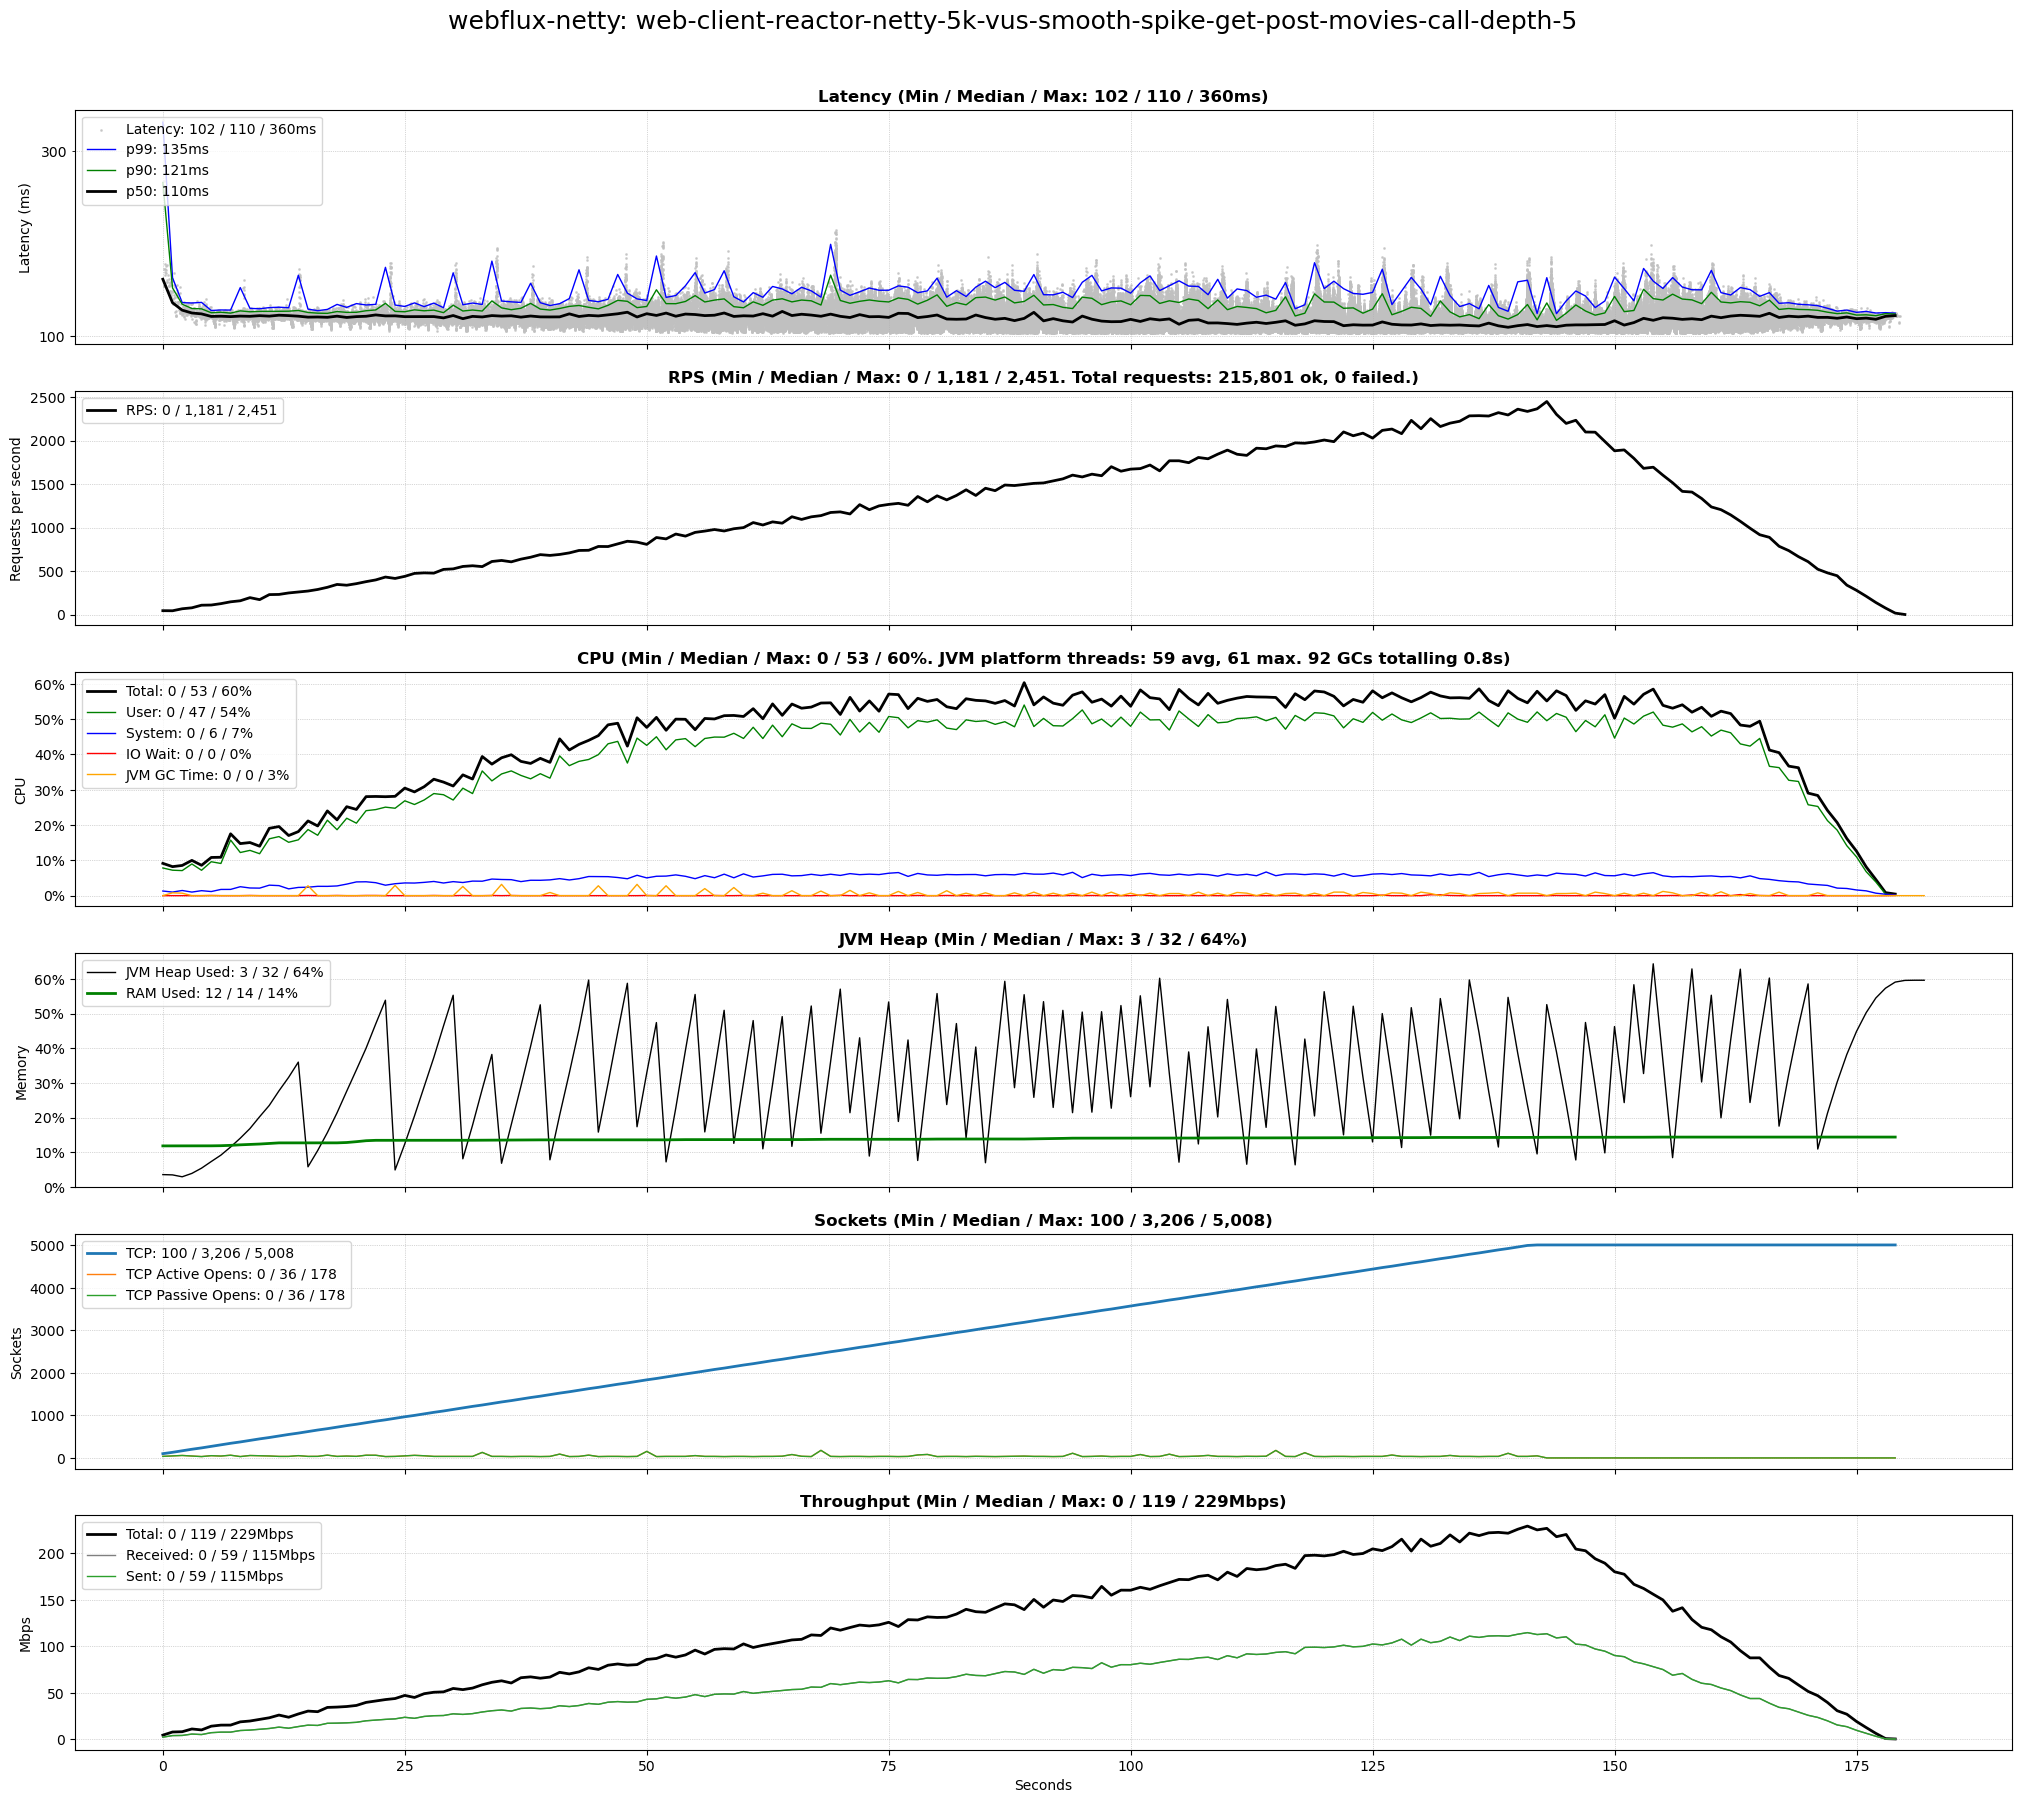 webflux-netty: web-client-reactor-netty-5k-vus-smooth-spike-get-post-movies-call-depth-5
Latency (Min / Median / Max: 102 / 110 / 360ms)
Latency: 102 / 110 / 360ms
p99: 135ms
p90: 121ms
p50: 110ms
300
100
Latency (ms)
RPS (Min / Median / Max: 0 / 1,181 / 2,451. Total requests: 215,801 ok, 0 failed.)
RPS: 0 / 1,181 / 2,451
2500
2000
1500
1000
500
0
Requests per second
CPU (Min / Median / Max: 0 / 53 / 60%. JVM platform threads: 59 avg, 61 max. 92 GCs totalling 0.8s)
Total: 0 / 53 / 60%
User: 0 / 47 / 54%
System: 0 / 6 / 7%
IO Wait: 0 / 0 / 0%
JVM GC Time: 0 / 0 / 3%
60%
50%
40%
30%
20%
10%
0%
CPU
JVM Heap (Min / Median / Max: 3 / 32 / 64%)
JVM Heap Used: 3 / 32 / 64%
RAM Used: 12 / 14 / 14%
60%
50%
40%
30%
20%
10%
0%
Memory
Sockets (Min / Median / Max: 100 / 3,206 / 5,008)
TCP: 100 / 3,206 / 5,008
TCP Active Opens: 0 / 36 / 178
TCP Passive Opens: 0 / 36 / 178
5000
4000
3000
2000
1000
0
Sockets
Throughput (Min / Median / Max: 0 / 119 / 229Mbps)
Total: 0 / 119 / 229Mbps
Received: 0 / 59 / 115Mbps
Sent: 0 / 59 / 115Mbps
200
150
100
50
0
Mbps
0 25 50 75 100 125 150 175
Seconds